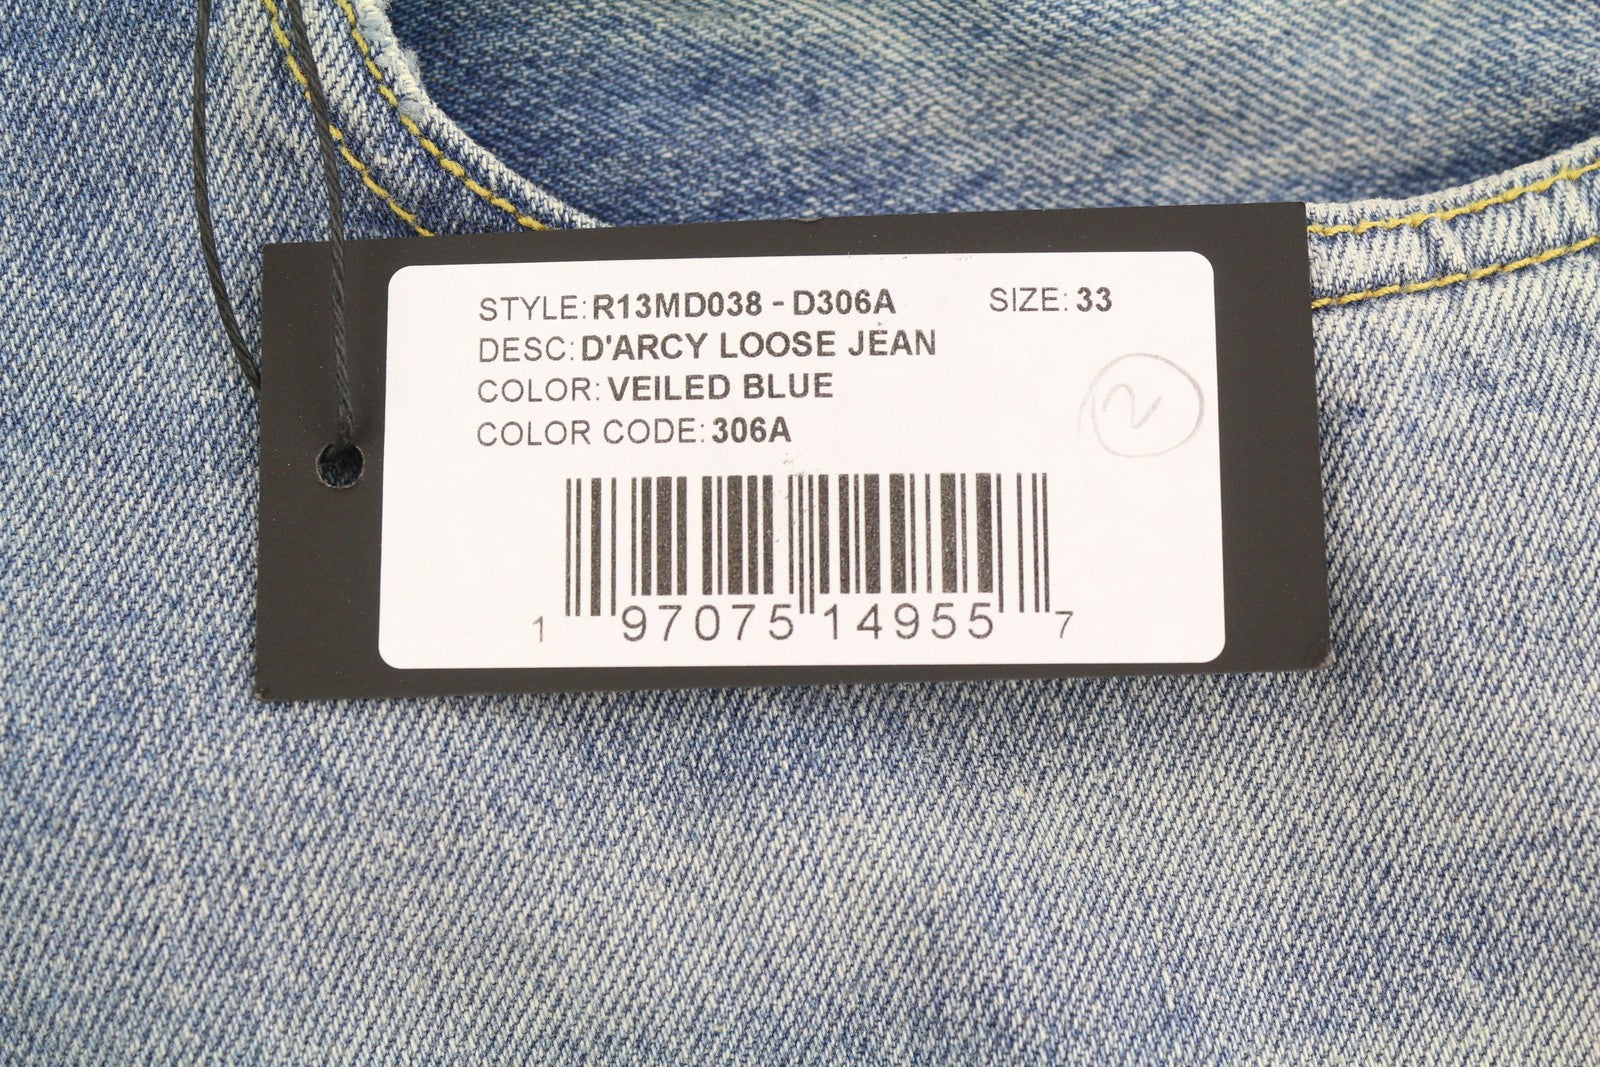 STYLE: R13MD038 - D306A SIZE: 33
DESC: D'ARCY LOOSE JEAN
COLOR: VEILED BLUE
2
COLOR CODE: 306A
1 97075 14955 7